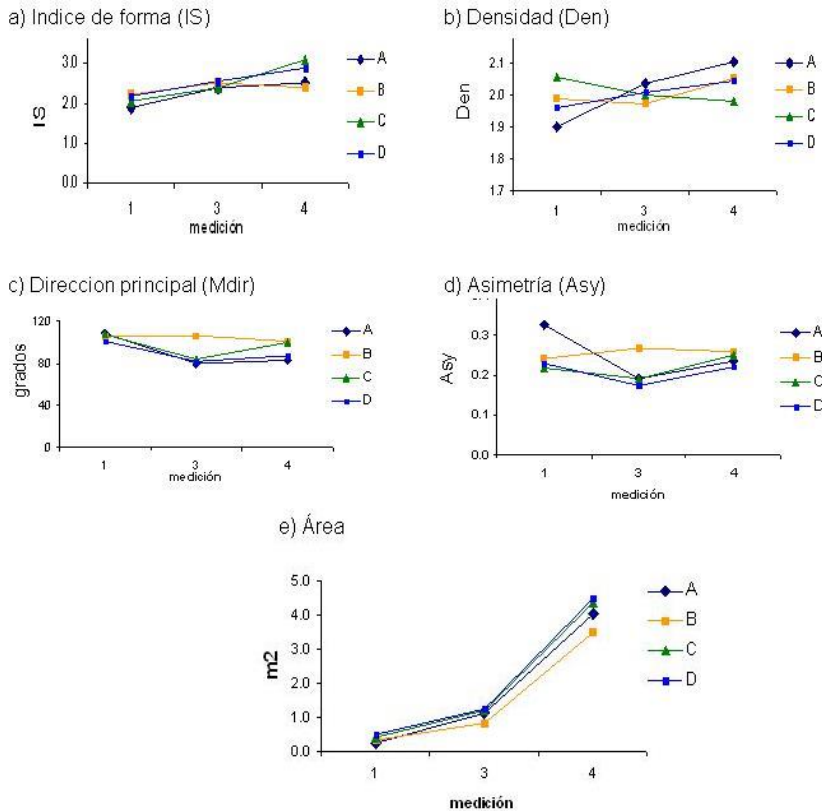 a) Indice de forma (IS)
IS
3.0
2.0
1.0
0.0
1
3
4
medición
A
B
C
D
b) Densidad (Den)
Den
2.1
2.0
1.9
1.8
1.7
1
3
4
medición
A
B
C
D
c) Direccion principal (Mdir)
grados
120
80
40
0
1
3
4
medición
A
B
C
D
d) Asimetría (Asy)
Asy
0.3
0.2
0.1
0.0
1
3
4
medición
A
B
C
D
e) Área
m2
5.0
4.0
3.0
2.0
1.0
0.0
1
3
4
medición
A
B
C
D